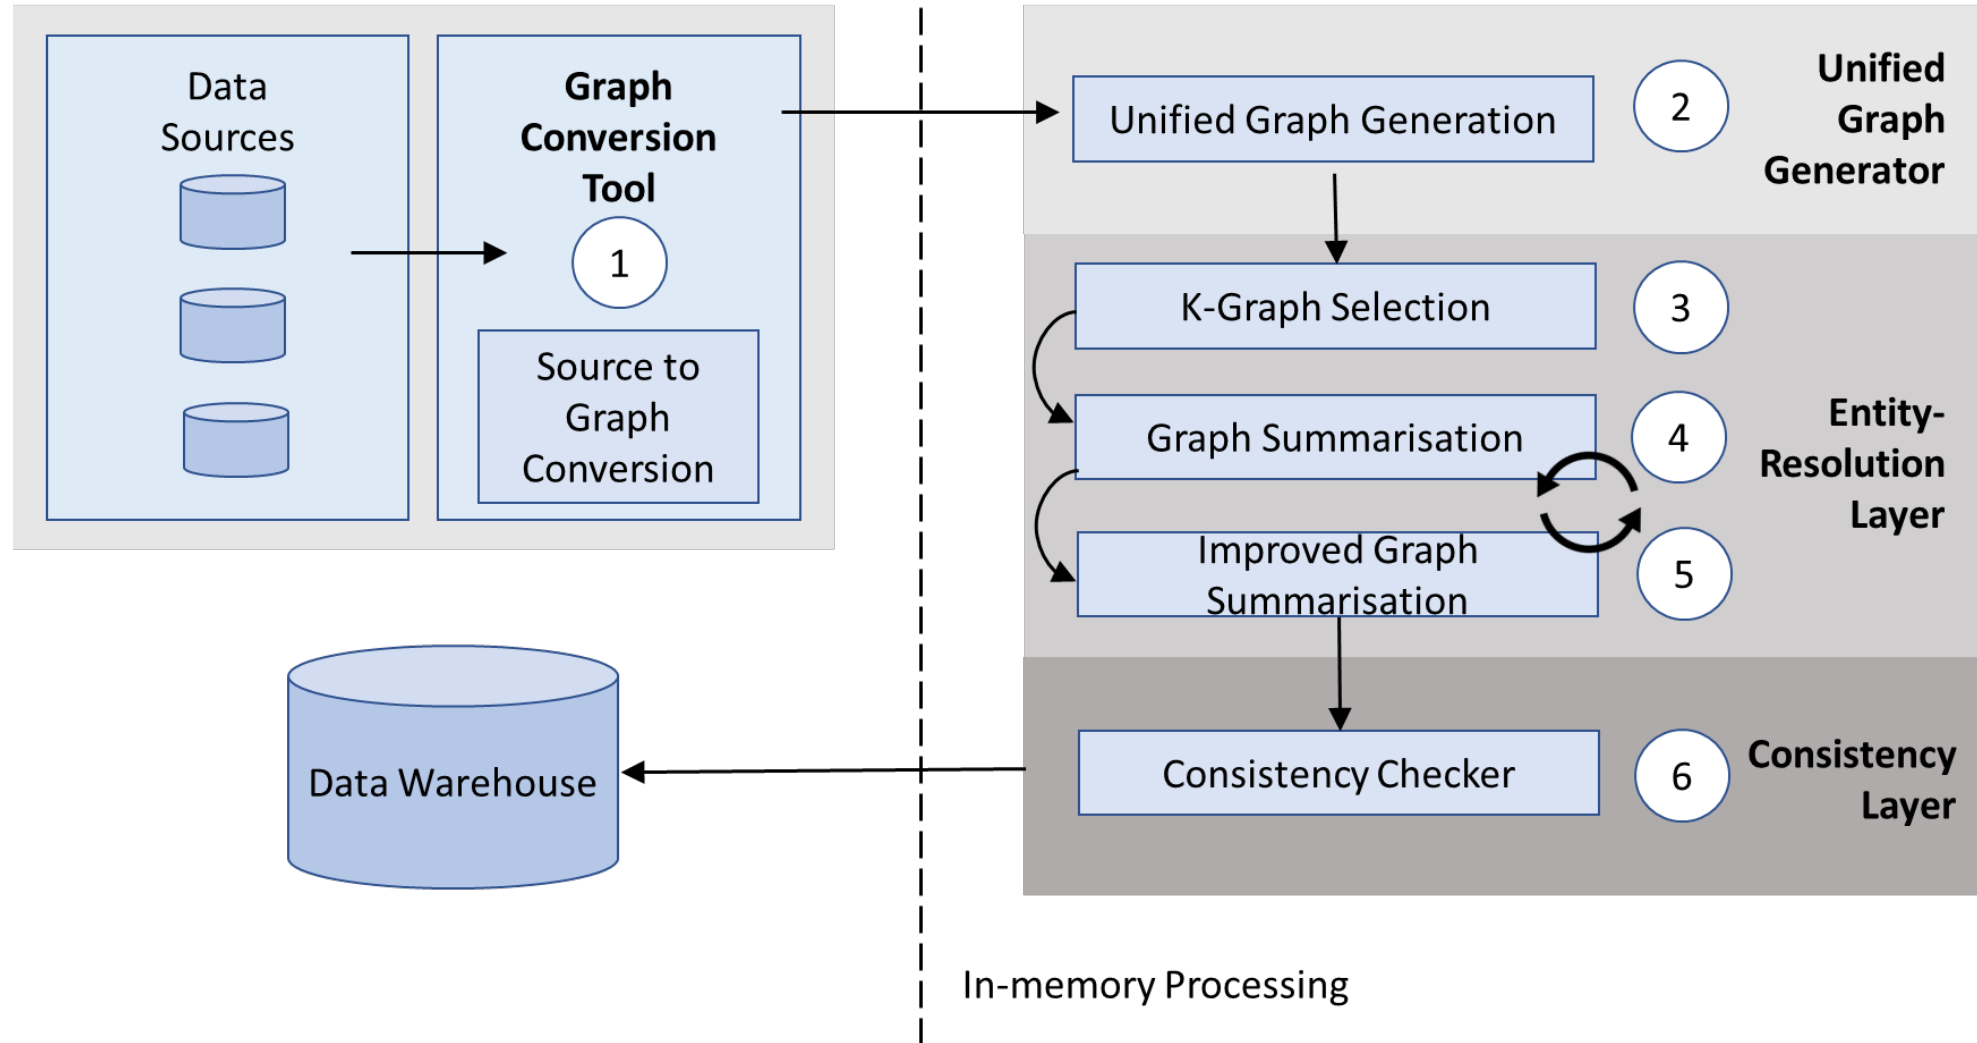 Data
Sources
Graph
Conversion
Tool
1
Source to
Graph
Conversion
Unified Graph Generation
2
Unified
Graph
Generator
K-Graph Selection
3
Graph Summarisation
4
Entity-
Resolution
Layer
Improved Graph
Summarisation
5
Consistency Checker
6
Consistency
Layer
Data Warehouse
In-memory Processing